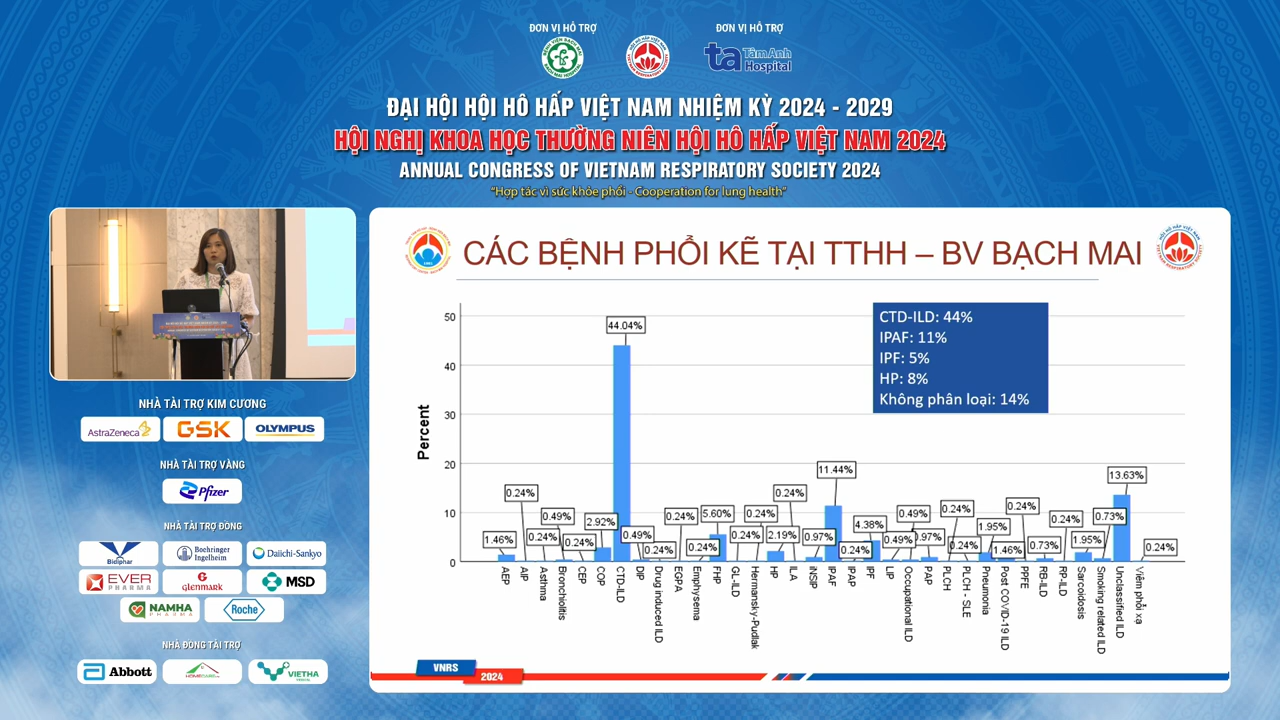 ĐƠN VỊ HỖ TRỢ
ĐƠN VỊ HỖ TRỢ
ta TâmAnh
Hospital
ĐẠI HỘI HỘI HÔ HẤP VIỆT NAM NHIỆM KỲ 2024 - 2029
HỘI NGHỊ KHOA HỌC THƯỜNG NIÊN HỘI HÔ HẤP VIỆT NAM 2024
ANNUAL CONGRESS OF VIETNAM RESPIRATORY SOCIETY 2024
"Hợp tác vì sức khỏe phổi - Cooperation for lung health"
NHÀ TÀI TRỢ KIM CƯƠNG
AstraZeneca
GSK
OLYMPUS
NHÀ TÀI TRỢ VÀNG
Pfizer
NHÀ TÀI TRỢ ĐỒNG
Bidiphar
Boehringer
Ingelheim
Daiichi-Sankyo
EVER
PHARMA
GLENMARK
MSD
NAMHA
PHARMA
Roche
NHÀ ĐỒNG TÀI TRỢ
Abbott
VIETHA
CÁC BỆNH PHỔI KẼ TẠI TTHH – BV BẠCH MAI
CTD-ILD: 44%
IPAF: 11%
IPF: 5%
HP: 8%
Không phân loại: 14%
Percent
50
40
30
20
10
0
1.46%
0.24%
0.24%
0.49%
0.24%
2.92%
44.04%
0.49%
0.24%
0.24%
0.24%
5.60%
0.24%
0.24%
2.19%
0.24%
0.97%
11.44%
0.24%
4.38%
0.49%
0.49%
0.97%
0.24%
0.24%
1.95%
1.46%
0.24%
0.73%
0.24%
1.95%
0.73%
13.63%
0.24%
AEP
AIP
Asthma
Bronchiolitis
CEP
COP
CTD-ILD
DIP
Drug induced ILD
EGPA
Emphysema
FHP
GL-ILD
Hermansky-Pudlak
HP
ILA
iNSIP
IPAF
IPAP
IPF
LIP
Occupational ILD
PAP
PLCH
PLCH - SLE
Pneumonia
Post COVID-19 ILD
PPFE
RB-ILD
RP-ILD
Sarcoidosis
Smoking related ILD
Unclassified ILD
Viêm phổi xạ
VNRS
2024